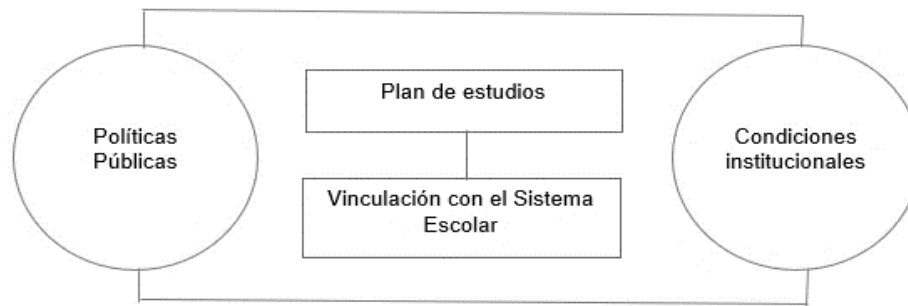 Políticas
Públicas
Plan de estudios
Vinculación con el Sistema
Escolar
Condiciones
institucionales